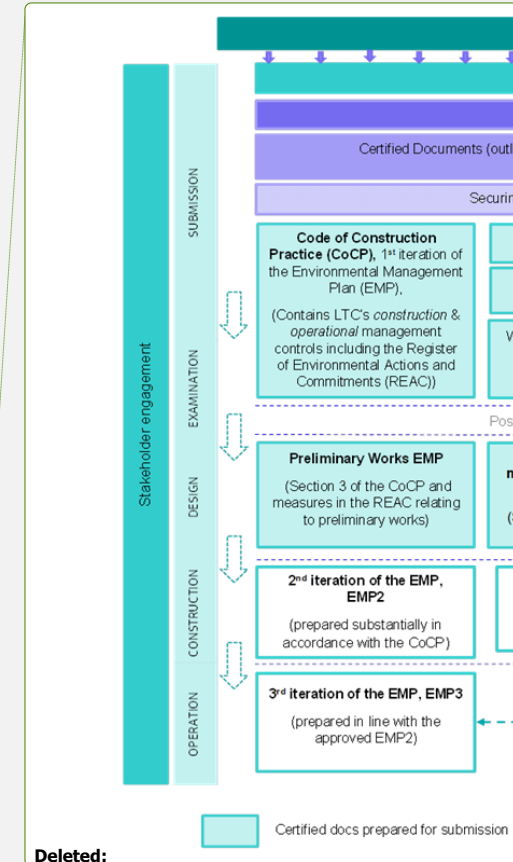 Certified Documents (outl
Securin
Stakeholder engagement
SUBMISSION
EXAMINATION
DESIGN
CONSTRUCTION
OPERATION
Code of Construction
Practice (CoCP), 1st iteration of
the Environmental Management
Plan (EMP),
(Contains LTC's construction &
operational management
controls including the Register
of Environmental Actions and
Commitments (REAC))
Pos
Preliminary Works EMP
(Section 3 of the CoCP and
measures in the REAC relating
to preliminary works)
2nd iteration of the EMP,
EMP2
(prepared substantially in
accordance with the CoCP)
3rd iteration of the EMP, EMP3
(prepared in line with the
approved EMP2)
Certified docs prepared for submission
Deleted: